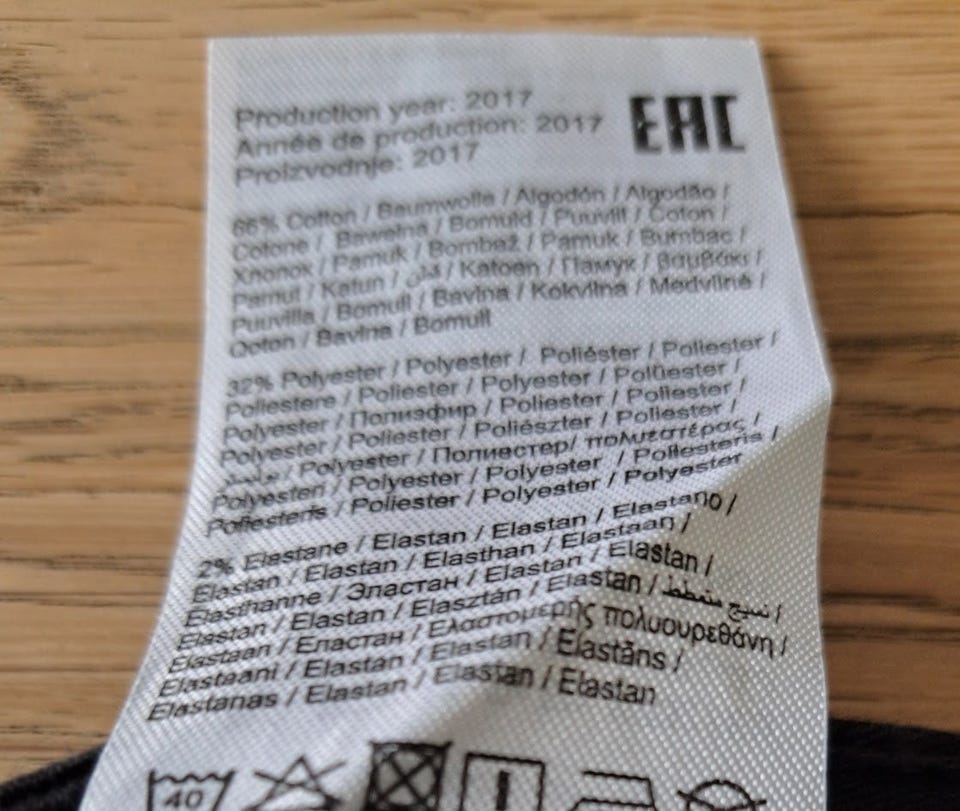 Production year: 2017
Année de production: 2017
Proizvodnje: 2017
EAC
66% Cotton / Baumwolle / Algodón / Algodão /
Cotone / Bawełna / Bomuld / Puuvill / Coton /
Хлопок / Pamuk / Bombaž / Pamuk / Bumbac /
Pamut / Katun / قطن / Katoen / Памук / Βαμβάκι /
Puuvilla / Bomull / Bavlna / Kokvilna / Medvilnė /
Coton / Bavlna / Bomull
32% Polyester / Polyester / Poliéster / Poliester /
Poliestere / Poliester / Polyester / Polüester /
Polyester / Полиэфир / Poliester / Poliester /
Polyester / Poliester / Poliészter / Poliester /
بوليستر / Polyester / Полиестер/ πολυεστέρας /
Polyesteri / Polyester / Polyester / Poliesteris /
Poliesteris / Poliester / Polyester / Polyester
2% Elastane / Elastan / Elastan / Elastano /
Elastan / Elastan / Elasthan / Elastaan /
Elasthanne / Эластан / Elastan / Elastan /
Elastan / Elastan / Elasztán / Elastan / نسيج متمطط /
Elastaan / Еластан / Ελαστομερής πολυουρεθάνη /
Elastaani / Elastan / Elastan / Elastāns /
Elastanas / Elastan / Elastan / Elastan
40